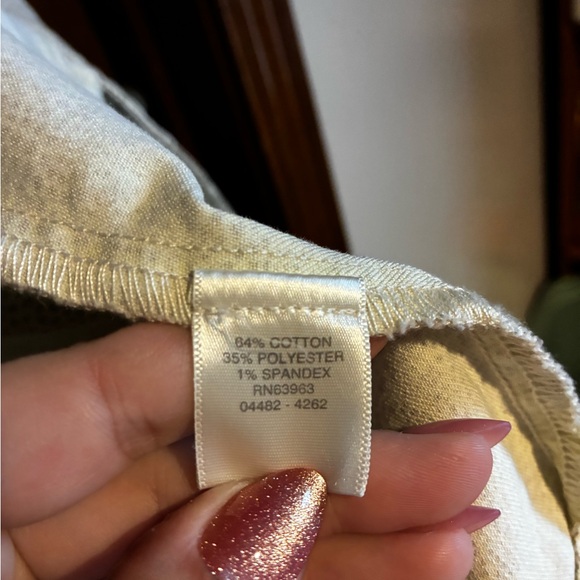 64% COTTON
35% POLYESTER
1% SPANDEX
RN63963
04482 - 4262